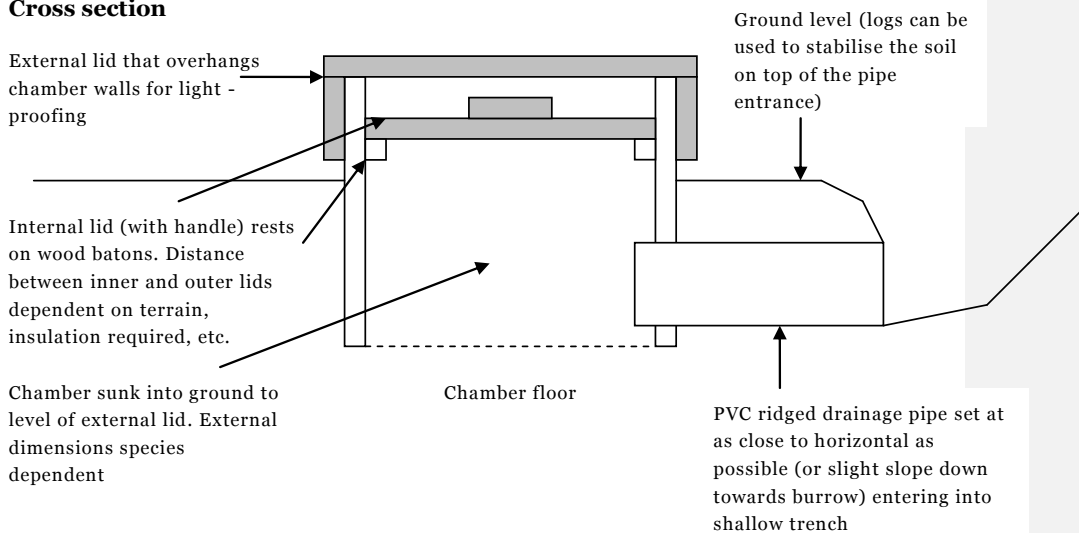 Cross section
External lid that overhangs
chamber walls for light -
proofing
Ground level (logs can be
used to stabilise the soil
on top of the pipe
entrance)
Internal lid (with handle) rests
on wood batons. Distance
between inner and outer lids
dependent on terrain,
insulation required, etc.
Chamber sunk into ground to
level of external lid. External
dimensions species
dependent
Chamber floor
PVC ridged drainage pipe set at
as close to horizontal as
possible (or slight slope down
towards burrow) entering into
shallow trench